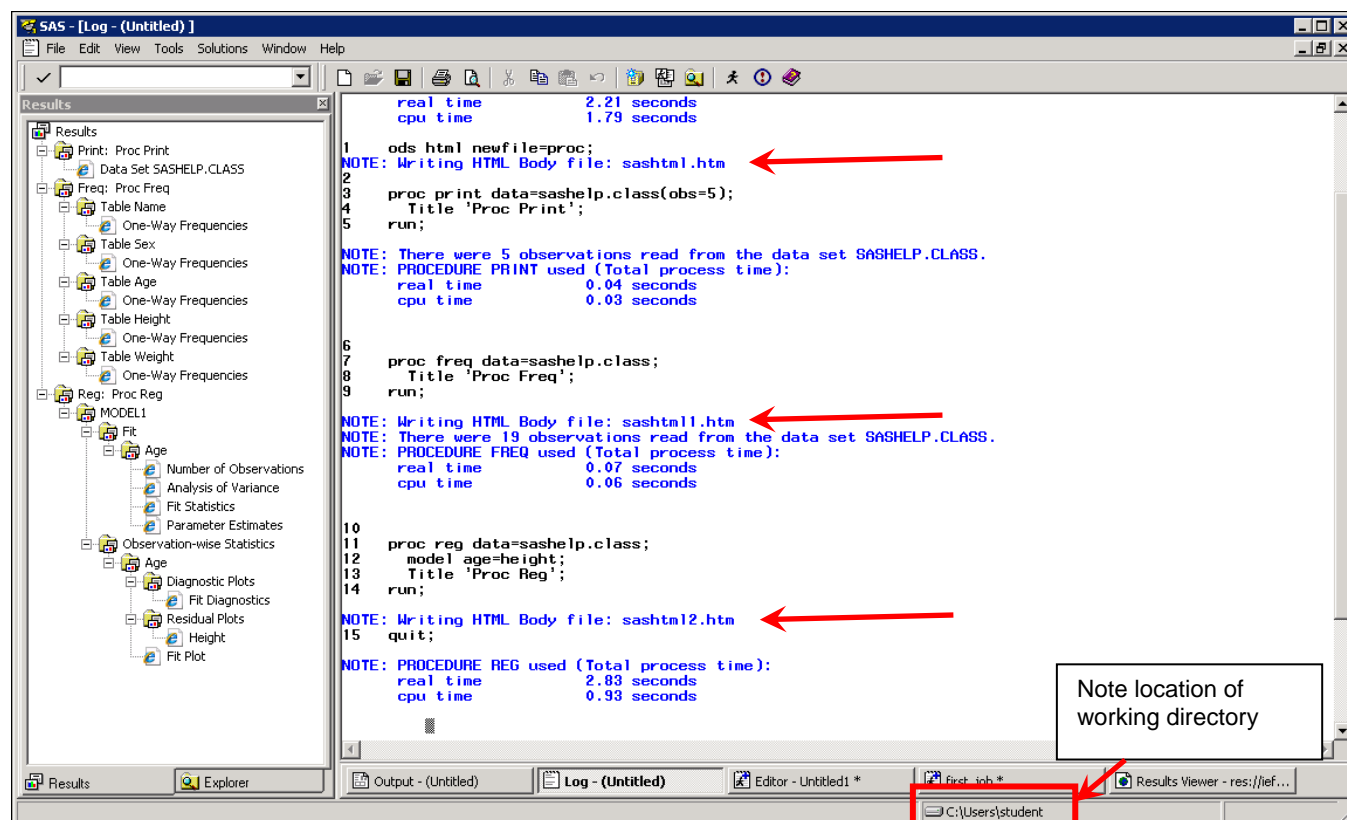 SAS - [Log - (Untitled) ]
File Edit View Tools Solutions Window Help
Results
Results
Print: Proc Print
Data Set SASHELP.CLASS
Freq: Proc Freq
Table Name
One-Way Frequencies
Table Sex
One-Way Frequencies
Table Age
One-Way Frequencies
Table Height
One-Way Frequencies
Table Weight
One-Way Frequencies
Reg: Proc Reg
MODEL1
Fit
Age
Number of Observations
Analysis of Variance
Fit Statistics
Parameter Estimates
Observation-wise Statistics
Age
Diagnostic Plots
Fit Diagnostics
Residual Plots
Height
Fit Plot
real time 2.21 seconds
cpu time 1.79 seconds
1 ods html newfile=proc;
NOTE: Writing HTML Body file: sashtml.htm
2
3 proc print data=sashelp.class(obs=5);
4 Title 'Proc Print';
5 run;
NOTE: There were 5 observations read from the data set SASHELP.CLASS.
NOTE: PROCEDURE PRINT used (Total process time):
real time 0.04 seconds
cpu time 0.03 seconds
6
7 proc freq data=sashelp.class;
8 Title 'Proc Freq';
9 run;
NOTE: Writing HTML Body file: sashtml1.htm
NOTE: There were 19 observations read from the data set SASHELP.CLASS.
NOTE: PROCEDURE FREQ used (Total process time):
real time 0.07 seconds
cpu time 0.06 seconds
10
11 proc reg data=sashelp.class;
12 model age=height;
13 Title 'Proc Reg';
14 run;
NOTE: Writing HTML Body file: sashtml2.htm
15 quit;
NOTE: PROCEDURE REG used (Total process time):
real time 2.83 seconds
cpu time 0.93 seconds
Note location of
working directory
Results Explorer
Output - (Untitled) Log - (Untitled) Editor - Untitled1 * first_job * Results Viewer - res://ief...
C:\Users\student